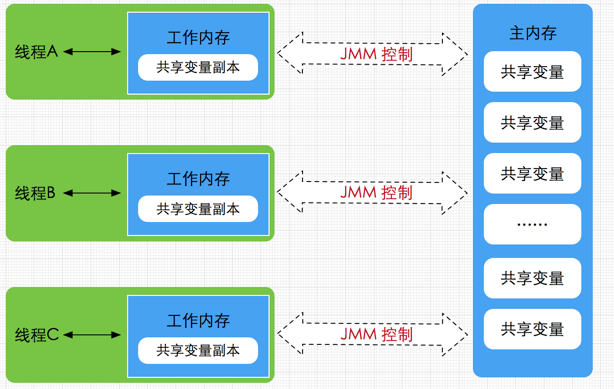 线程A
工作内存
共享变量副本
JMM 控制
线程B
工作内存
共享变量副本
JMM 控制
线程C
工作内存
共享变量副本
JMM 控制
主内存
共享变量
共享变量
共享变量
······
共享变量
共享变量